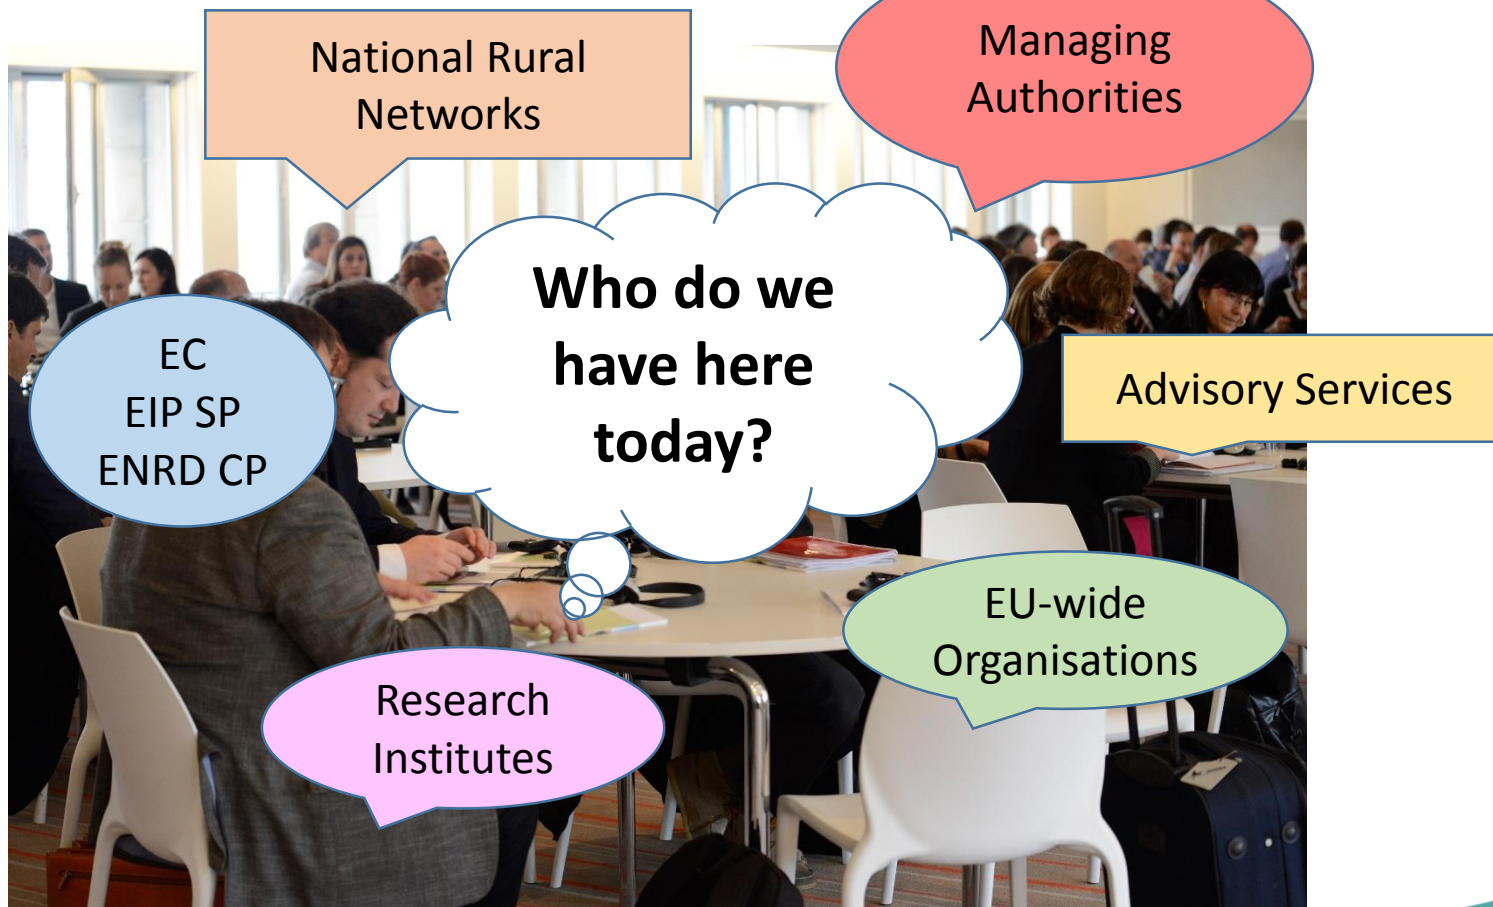 National Rural
Networks
Managing
Authorities
Who do we
have here
today?
EC
EIP SP
ENRD CP
Advisory Services
EU-wide
Organisations
Research
Institutes